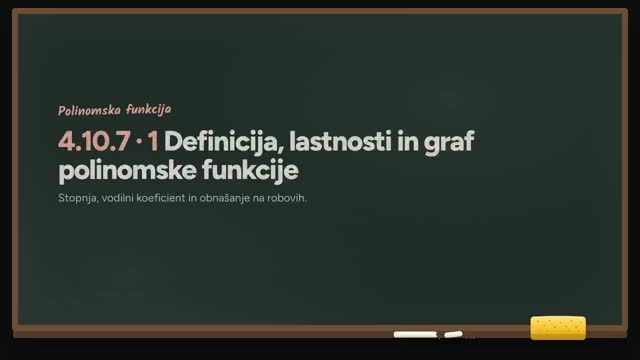 Polinomska funkcija
4.10.7 · 1 Definicija, lastnosti in graf
polinomske funkcije
Stopnja, vodilni koeficient in obnašanje na robovih.